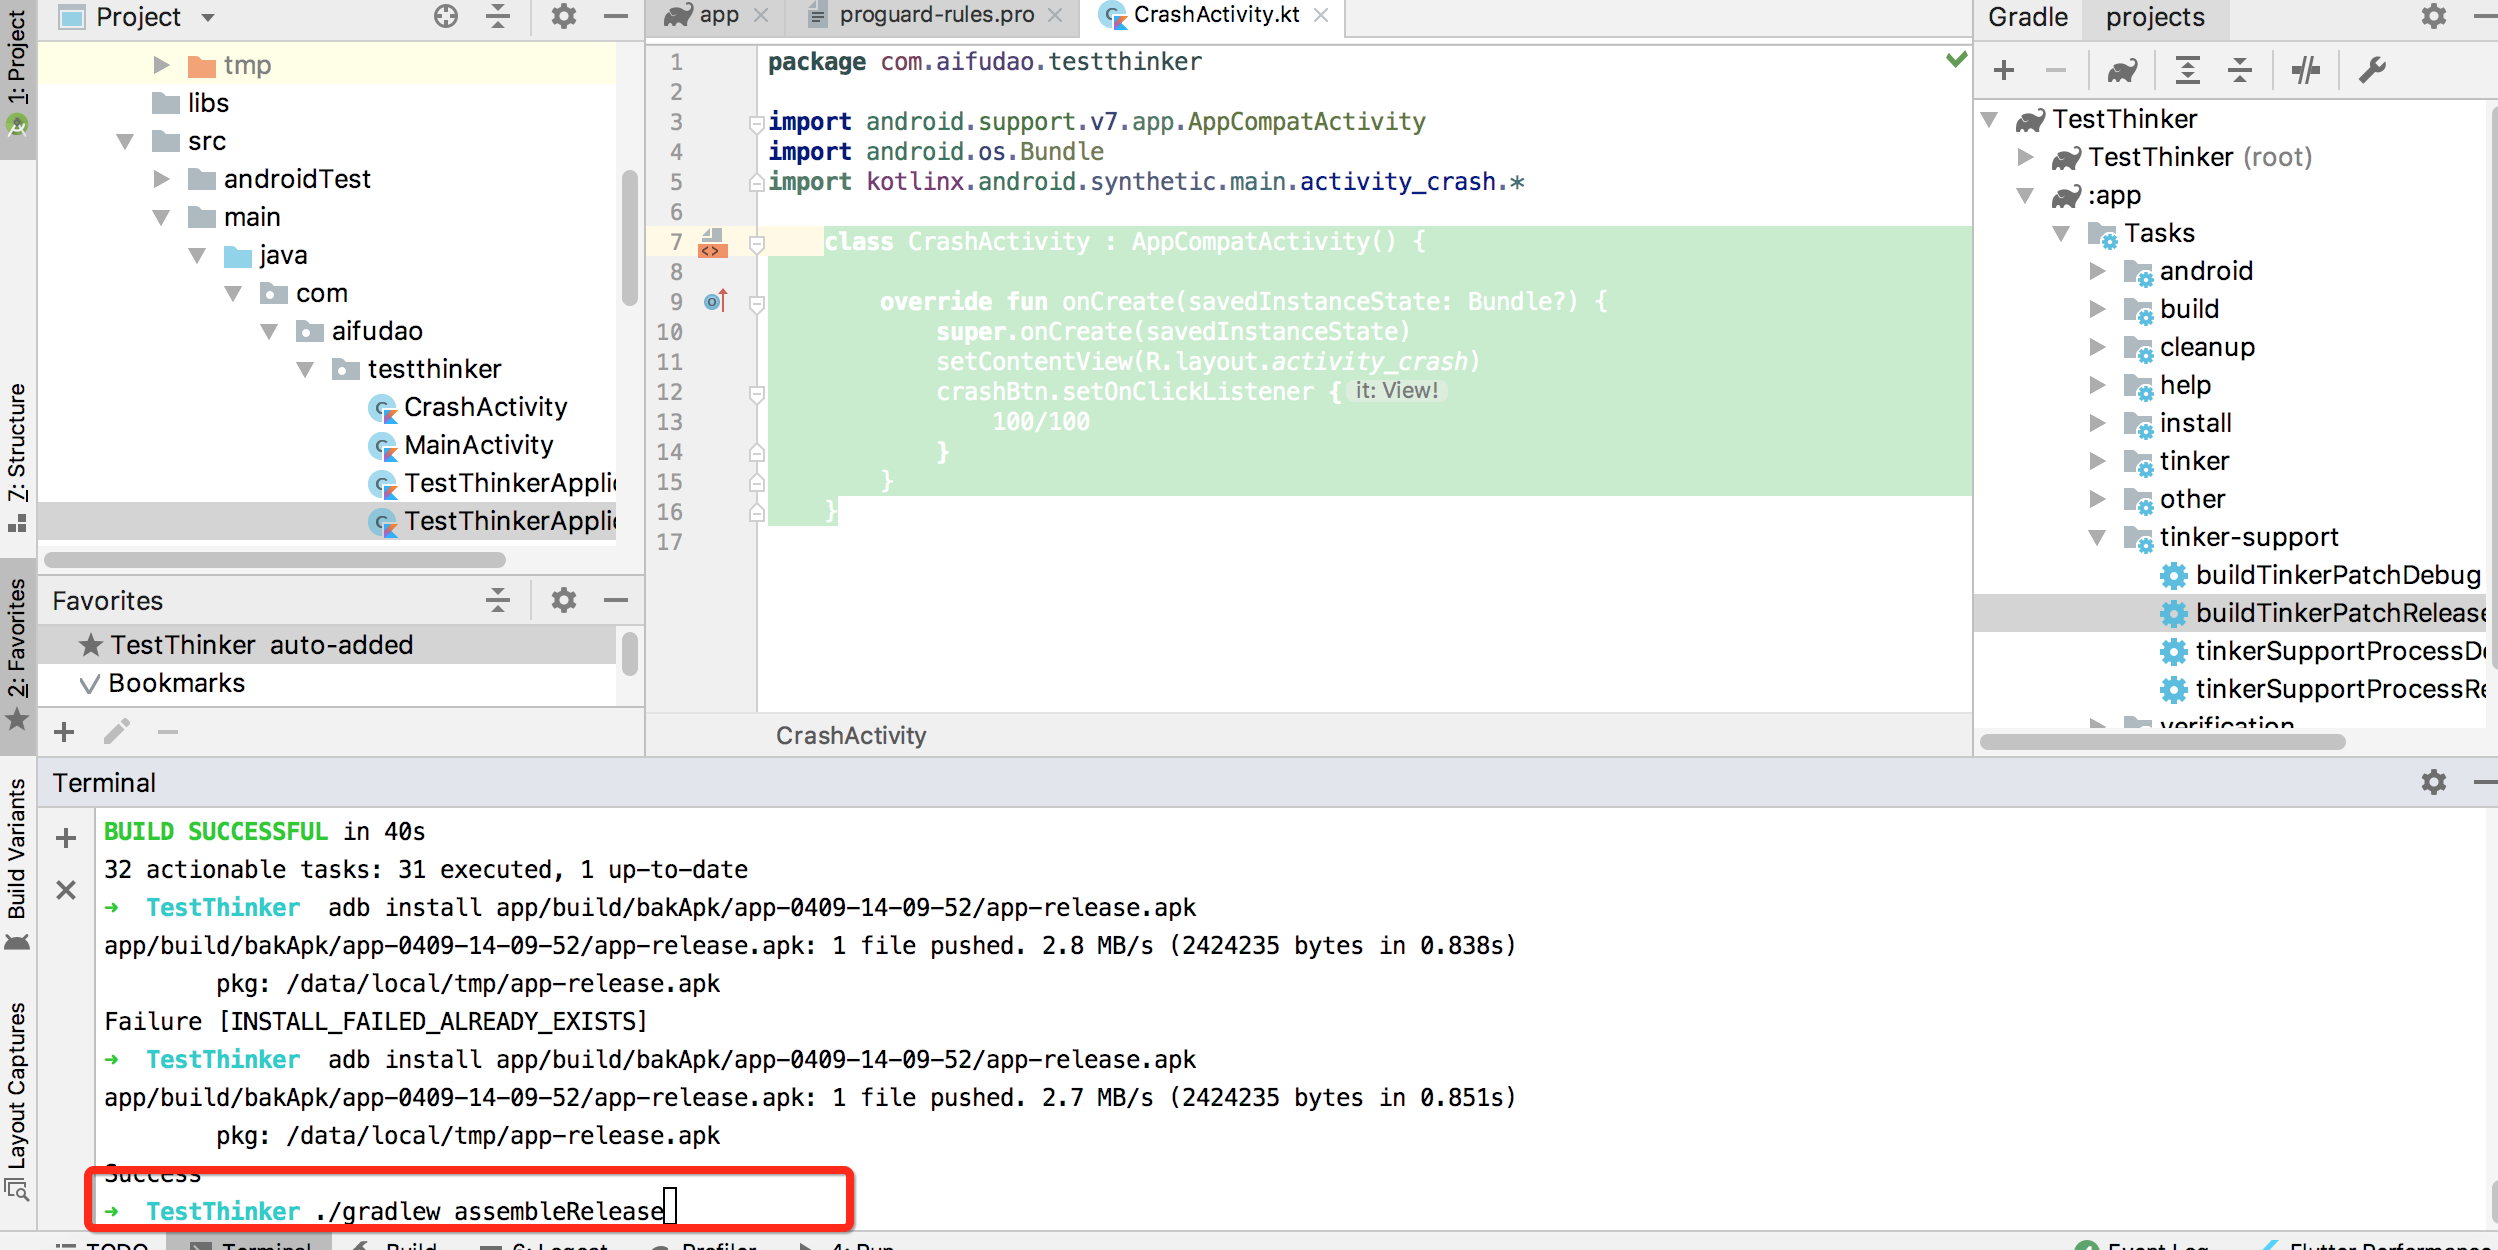 1: Project
7: Structure
2: Favorites
Build Variants
Layout Captures
Project
tmp
libs
src
androidTest
main
java
com
aifudao
testthinker
CrashActivity
MainActivity
TestThinkerApplic
TestThinkerApplic
Favorites
TestThinker auto-added
Bookmarks
app
proguard-rules.pro
CrashActivity.kt
1 package com.aifudao.testthinker
2
3 import android.support.v7.app.AppCompatActivity
4 import android.os.Bundle
5 import kotlinx.android.synthetic.main.activity_crash.*
6
7 class CrashActivity : AppCompatActivity() {
8
9 override fun onCreate(savedInstanceState: Bundle?) {
10 super.onCreate(savedInstanceState)
11 setContentView(R.layout.activity_crash)
12 crashBtn.setOnClickListener { it: View!
13 100/100
14 }
15 }
16 }
17
CrashActivity
Gradle projects
TestThinker
TestThinker (root)
:app
Tasks
android
build
cleanup
help
install
tinker
other
tinker-support
buildTinkerPatchDebug
buildTinkerPatchRelease
tinkerSupportProcessDe
tinkerSupportProcessRe
verification
Terminal
BUILD SUCCESSFUL in 40s
32 actionable tasks: 31 executed, 1 up-to-date
➜ TestThinker adb install app/build/bakApk/app-0409-14-09-52/app-release.apk
app/build/bakApk/app-0409-14-09-52/app-release.apk: 1 file pushed. 2.8 MB/s (2424235 bytes in 0.838s)
pkg: /data/local/tmp/app-release.apk
Failure [INSTALL_FAILED_ALREADY_EXISTS]
➜ TestThinker adb install app/build/bakApk/app-0409-14-09-52/app-release.apk
app/build/bakApk/app-0409-14-09-52/app-release.apk: 1 file pushed. 2.7 MB/s (2424235 bytes in 0.851s)
pkg: /data/local/tmp/app-release.apk
Success
➜ TestThinker ./gradlew assembleRelease
TODO Terminal Build 6: Logcat Profiler 4: Run Event Log Flutter Performance